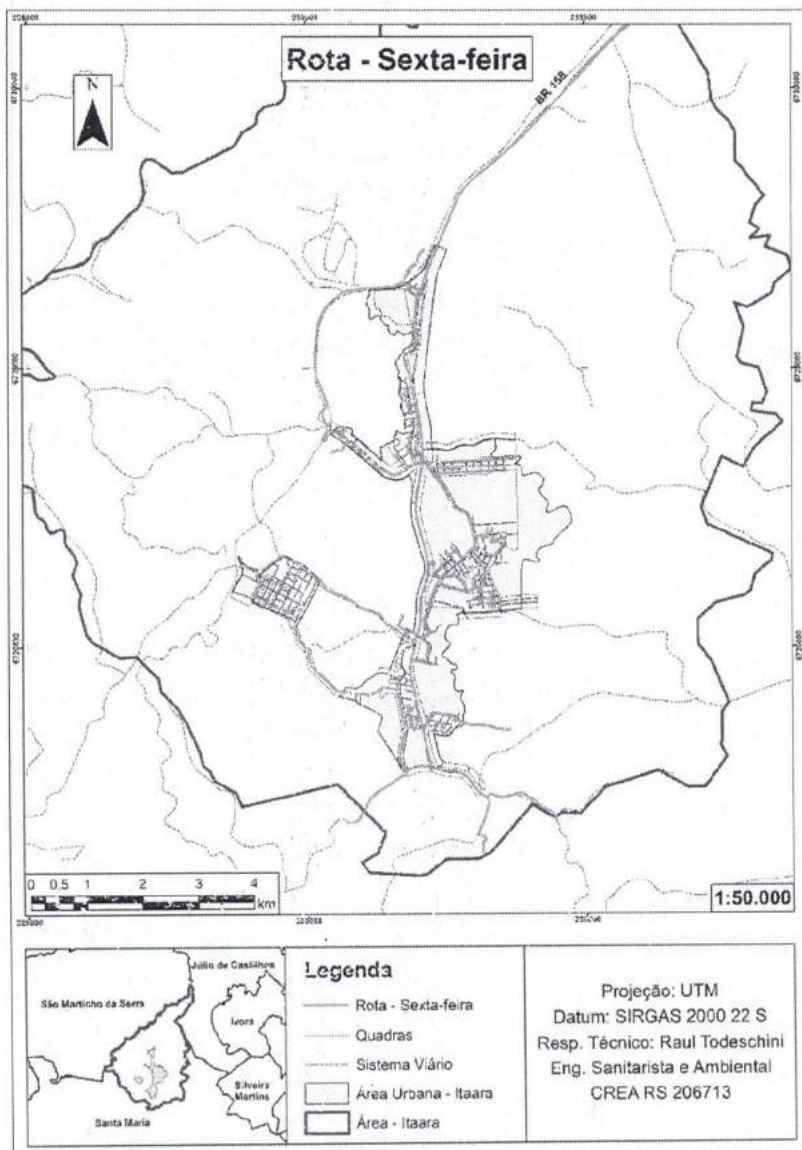 Rota - Sexta-feira
N
BR 158
0 0,5 1 2 3 4
km
1:50.000
Júlio de Castilhos
São Martinho da Serra
Ivorá
Silveira
Martins
Santa Maria
Legenda
Rota - Sexta-feira
Quadras
Sistema Viário
Área Urbana - Itaara
Área - Itaara
Projeção: UTM
Datum: SIRGAS 2000 22 S
Resp. Técnico: Raul Todeschini
Eng. Sanitarista e Ambiental
CREA RS 206713